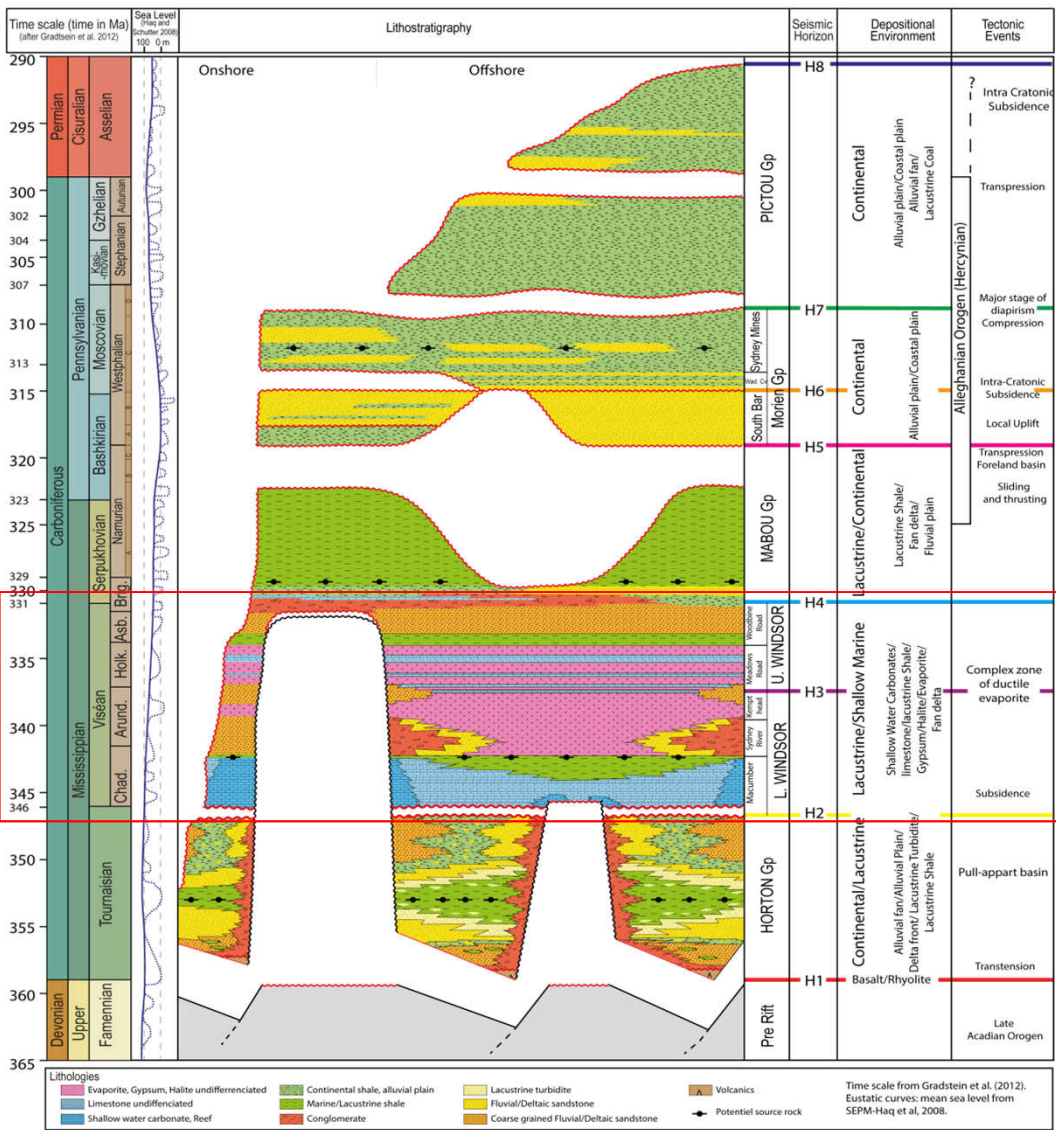 Time scale (time in Ma)
(after Gradtsein et al. 2012)
Sea Level
(Haq and
Schutter 2008)
100 0 m
Lithostratigraphy
Seismic
Horizon
Depositional
Environment
Tectonic
Events
290
295
300
302
304
305
307
310
313
315
320
323
325
329
330
331
335
340
345
346
350
355
360
365
Permian
Carboniferous
Devonian
Cisuralian
Pennsylvanian
Mississippian
Upper
Asselian
Gzhelian
Kasi-
movian
Moscovian
Bashkirian
Serpukhovian
Viséan
Tournaisian
Famennian
Autunian
Stephanian
Westphalian
Namurian
Brig.
Asb.
Holk.
Arund.
Chad.
Onshore
Offshore
PICTOU Gp
Sydney Mines
South Bar
Morien Gp
MABOU Gp
Woodbine
Road
Meadows
Road
U. WINDSOR
Kempt
head
Sydney
River
Macumber
L. WINDSOR
HORTON Gp
Pre Rift
H8
H7
H6
H5
H4
H3
H2
H1
Continental
Alluvial plain/Coastal plain
Alluvial fan/
Lacustrine Coal
Continental
Alluvial plain/Coastal plain
Lacustrine/Continental
Lacustrine Shale/
Fan delta/
Fluvial plain
Lacustrine/Shallow Marine
Shallow Water Carbonates/
limestone/lacustrine Shale/
Gypsum/Halite/Evaporite/
Fan delta
Continental/Lacustrine
Alluvial fan/Alluvial Plain/
Delta front/ Lacustrine Turbidite/
Lacustrine Shale
Basalt/Rhyolite
?
Alleghanian Orogen (Hercynian)
Intra Cratonic
Subsidence
Transpression
Major stage of
diapirism
Compression
Intra-Cratonic
Subsidence
Local Uplift
Transpression
Foreland basin
Sliding
and thrusting
Complex zone
of ductile
evaporite
Subsidence
Pull-appart basin
Transtension
Late
Acadian Orogen
Lithologies
Evaporite, Gypsum, Halite undifferrenciated
Limestone undifferenciated
Shallow water carbonate, Reef
Continental shale, alluvial plain
Marine/Lacustrine shale
Conglomerate
Lacustrine turbidite
Fluvial/Deltaic sandstone
Coarse grained Fluvial/Deltaic sandstone
Volcanics
Potentiel source rock
Time scale from Gradstein et al. (2012).
Eustatic curves: mean sea level from
SEPM-Haq et al, 2008.